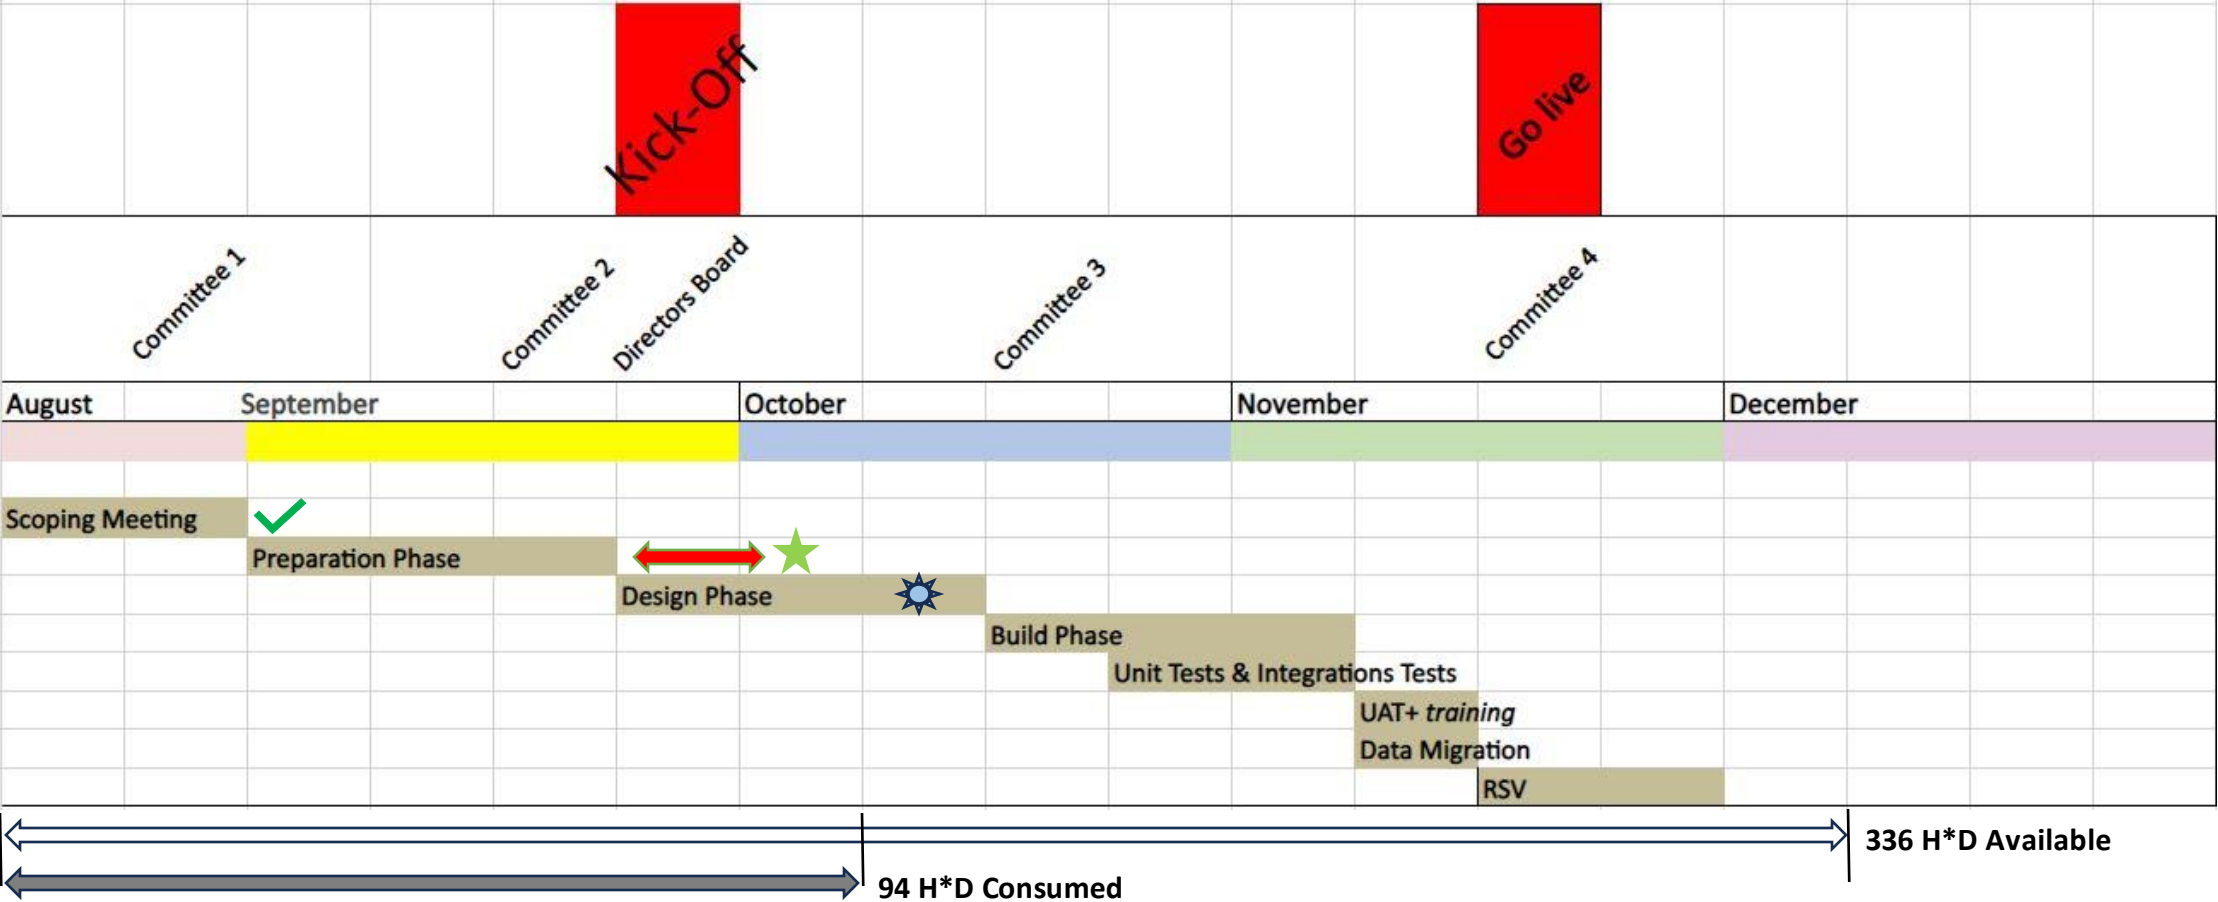 Kick-Off
Go live
Committee 1
Committee 2
Directors Board
Committee 3
Committee 4
August
September
October
November
December
Scoping Meeting
Preparation Phase
Design Phase
Build Phase
Unit Tests & Integrations Tests
UAT+ training
Data Migration
RSV
336 H*D Available
94 H*D Consumed